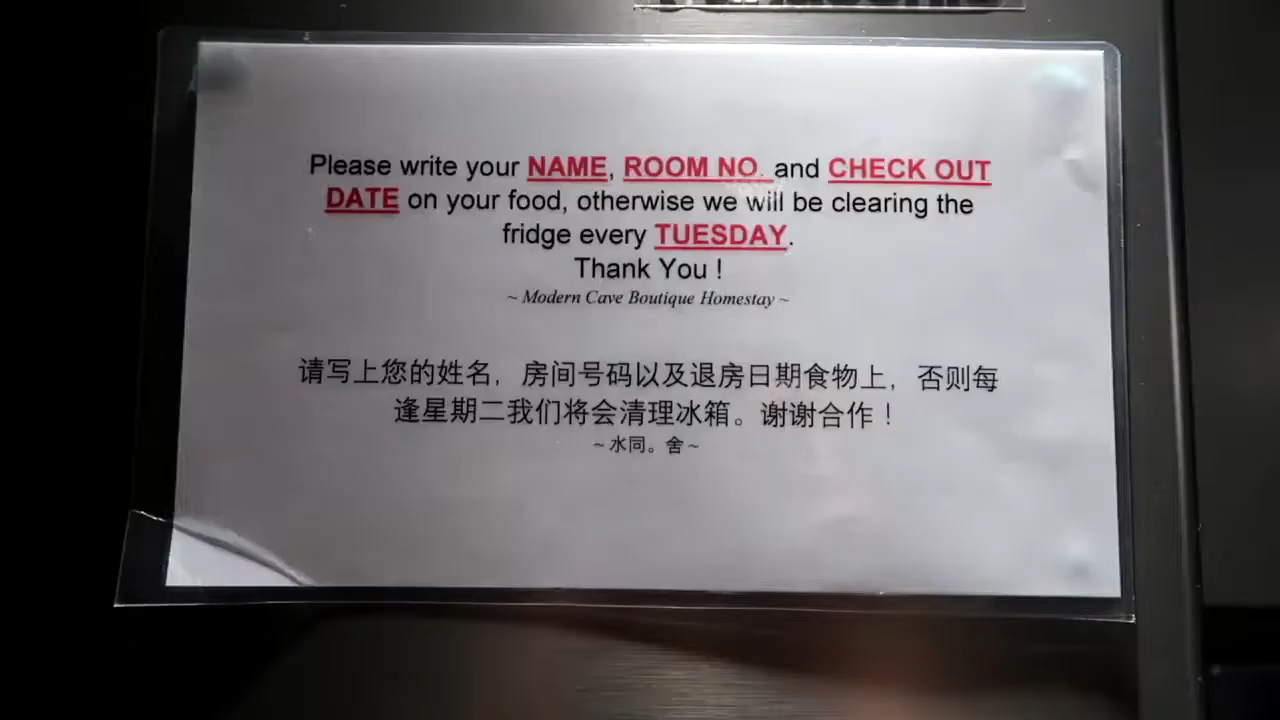 Please write your NAME, ROOM NO. and CHECK OUT
DATE on your food, otherwise we will be clearing the
fridge every TUESDAY.
Thank You !
~ Modern Cave Boutique Homestay ~
请写上您的姓名，房间号码以及退房日期食物上，否则每
逢星期二我们将会清理冰箱。谢谢合作！
~ 水同。舍 ~